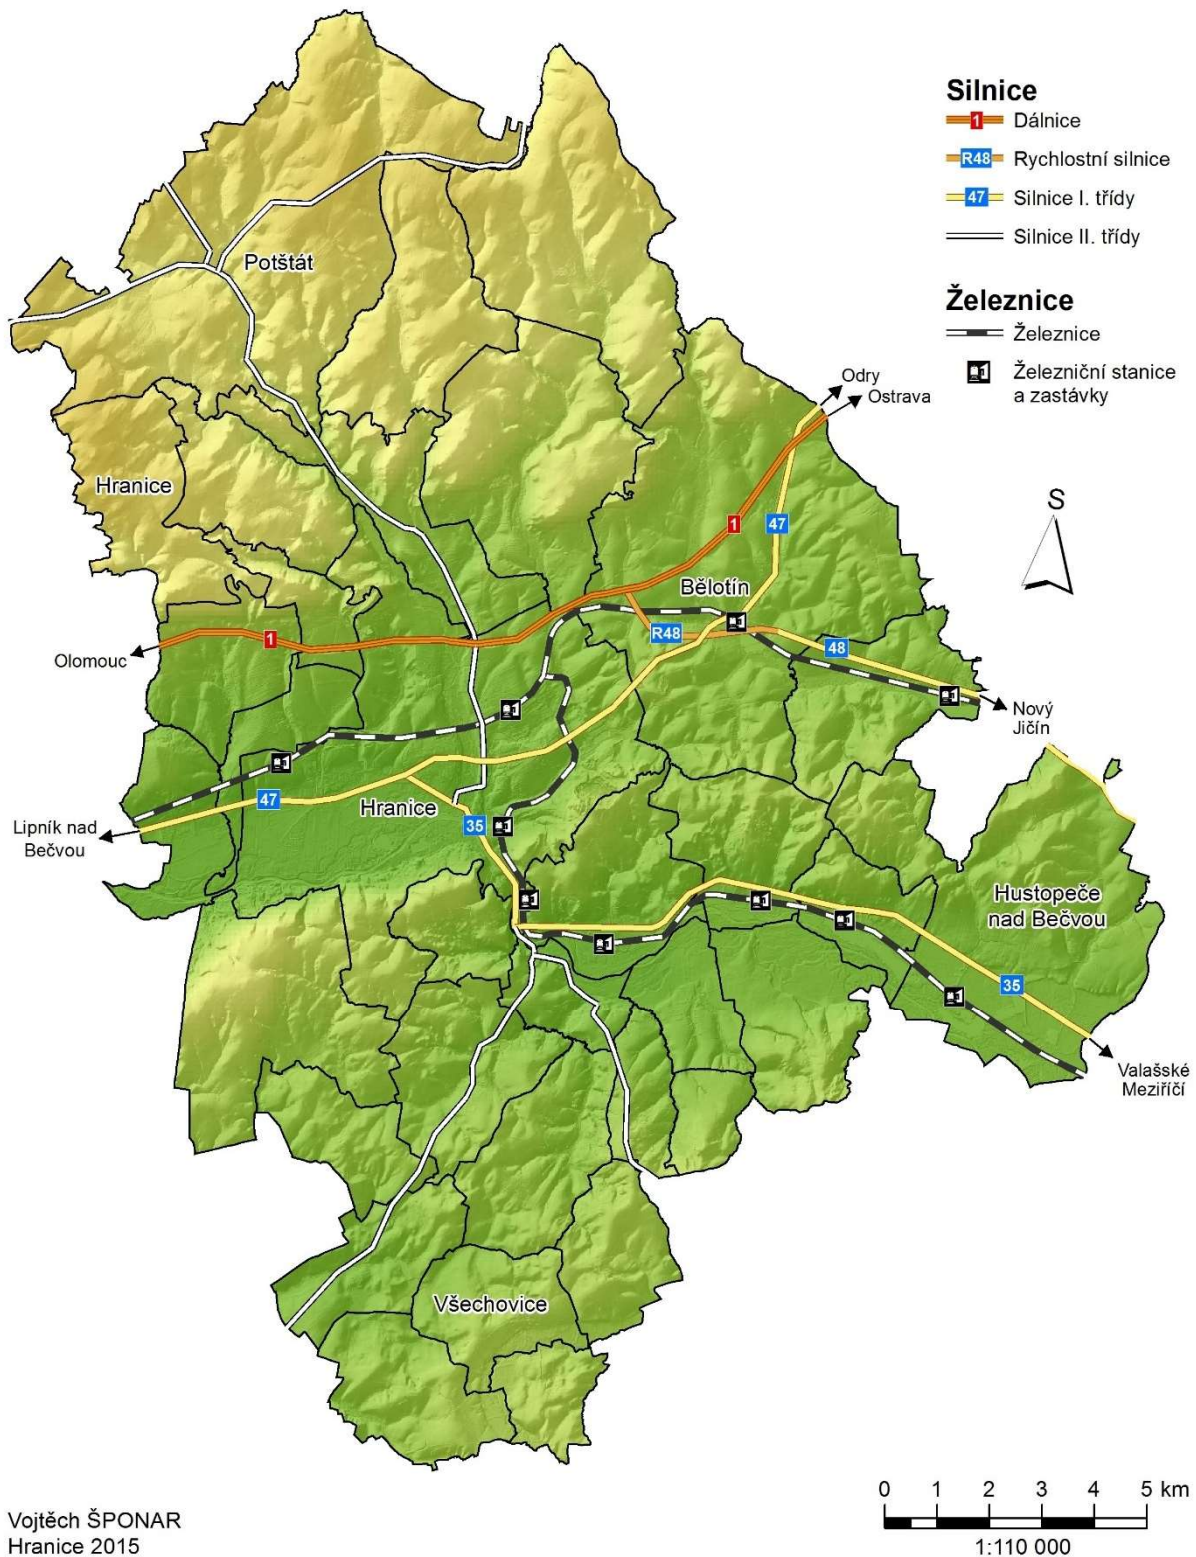 Silnice
1 Dálnice
R48 Rychlostní silnice
47 Silnice I. třídy
Silnice II. třídy
Železnice
Železnice
Železniční stanice
a zastávky
Potštát
Odry
Ostrava
Hranice
S
1
47
Bělotín
R48
48
1
Olomouc
Nový
Jičín
47
Hranice
35
Lipník nad
Bečvou
Hustopeče
nad Bečvou
35
Valašské
Meziříčí
Všechovice
0 1 2 3 4 5 km
1:110 000
Vojtěch ŠPONAR
Hranice 2015